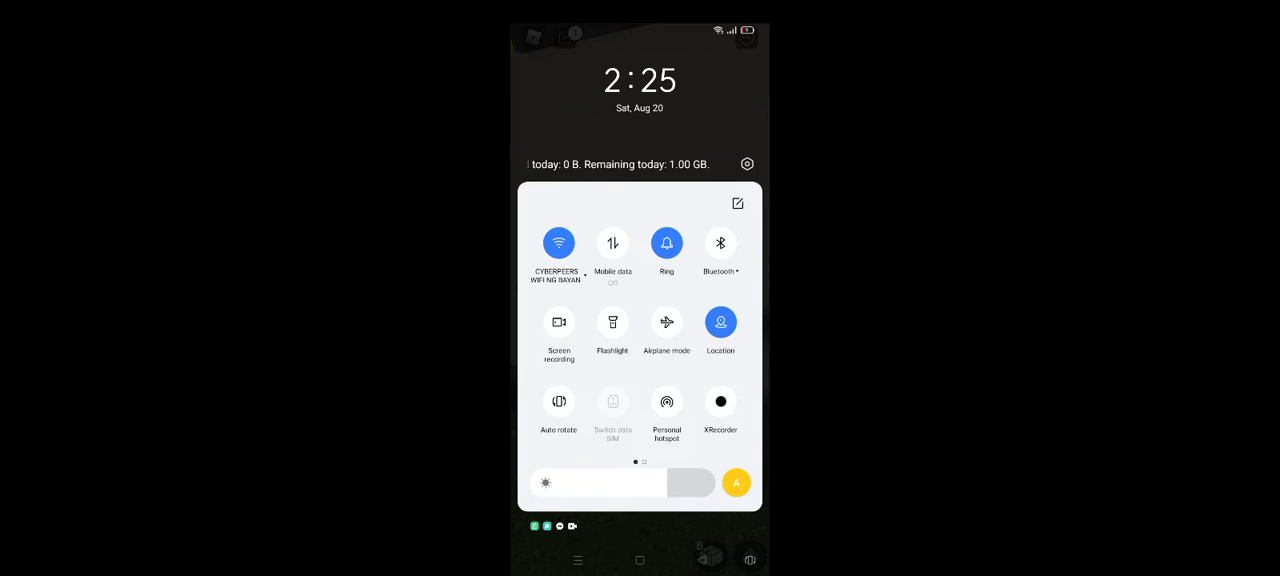 2:25
Sat, Aug 20
today: 0 B. Remaining today: 1.00 GB.
CYBERPEERS
WIFI NG BAYAN
Mobile data
Off
Ring
Bluetooth
Screen
recording
Flashlight
Airplane mode
Location
Auto rotate
Switch data
SIM
Personal
hotspot
XRecorder
A